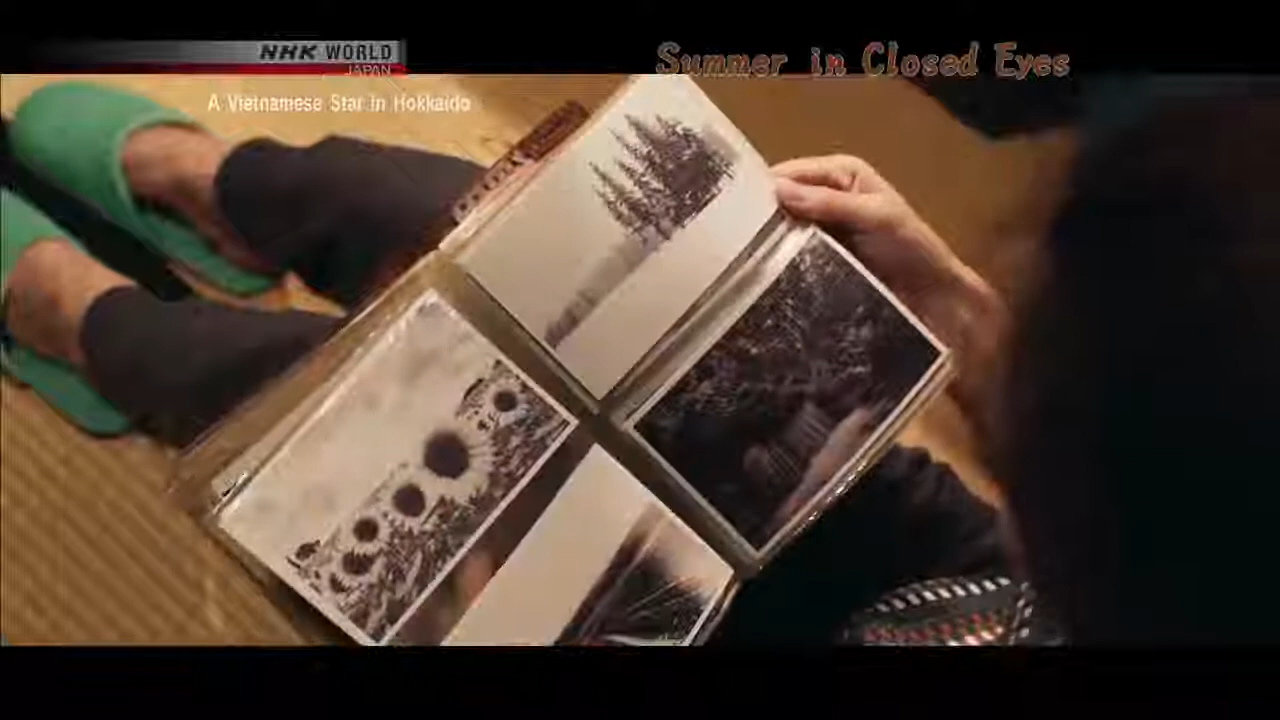 NHK WORLD
JAPAN
Summer in Closed Eyes
A Vietnamese Star in Hokkaido